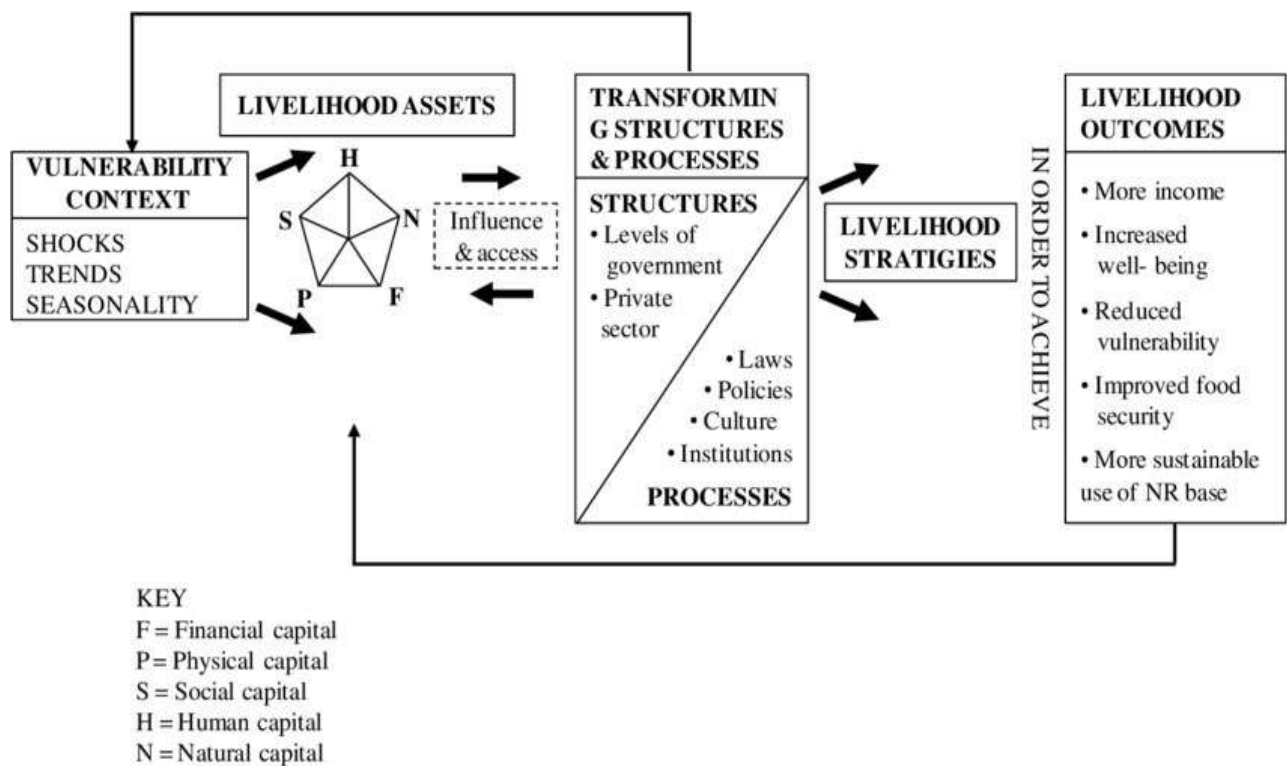 LIVELIHOOD ASSETS
VULNERABILITY
CONTEXT
SHOCKS
TRENDS
SEASONALITY
H
S
N
P
F
Influence
& access
TRANSFORMIN
G STRUCTURES
& PROCESSES
STRUCTURES
• Levels of
government
• Private
sector
• Laws
• Policies
• Culture
• Institutions
PROCESSES
LIVELIHOOD
STRATIGIES
IN ORDER TO ACHIEVE
LIVELIHOOD
OUTCOMES
• More income
• Increased
well- being
• Reduced
vulnerability
• Improved food
security
• More sustainable
use of NR base
KEY
F = Financial capital
P = Physical capital
S = Social capital
H = Human capital
N = Natural capital